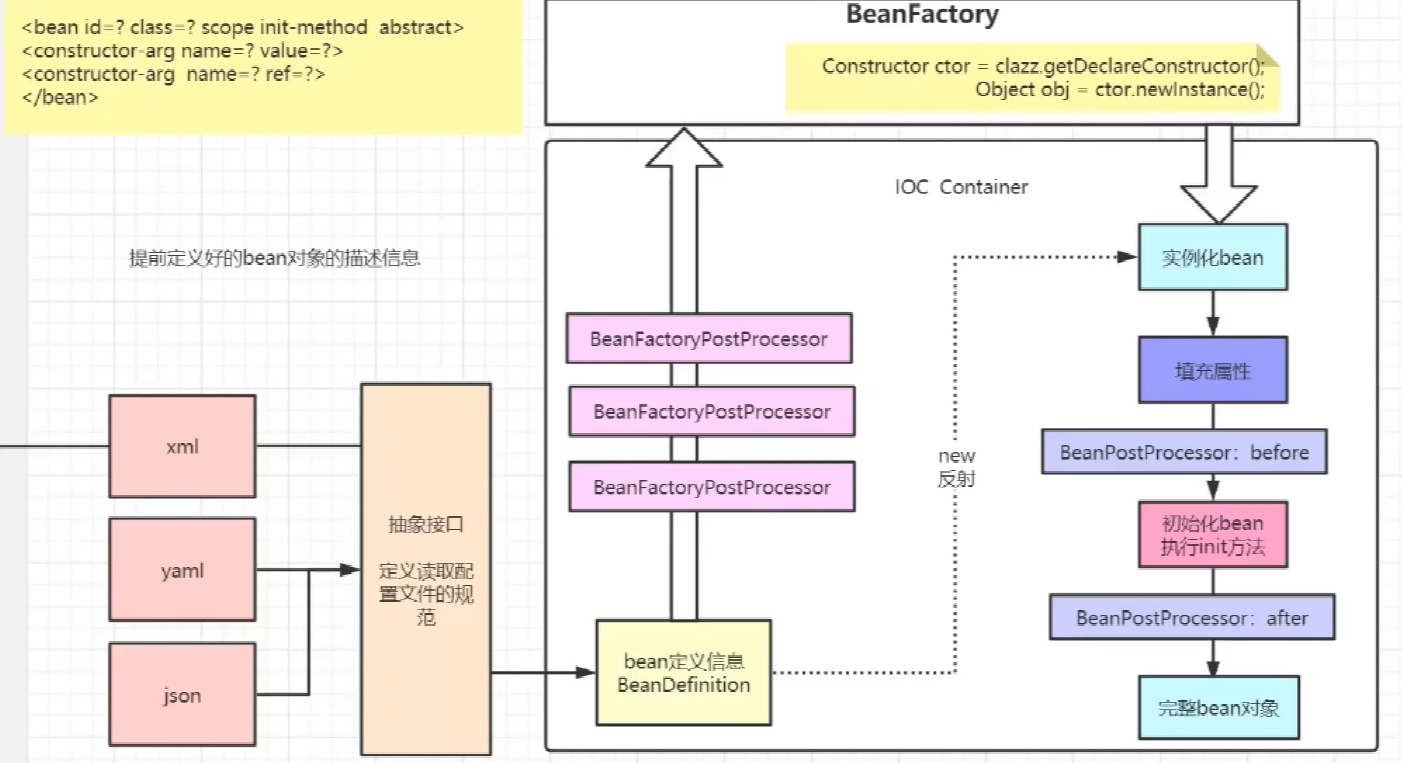 <bean id=? class=? scope init-method  abstract>
<constructor-arg name=? value=?>
<constructor-arg  name=? ref=?>
</bean>
BeanFactory
Constructor ctor = clazz.getDeclareConstructor();
Object obj = ctor.newInstance();
IOC  Container
提前定义好的bean对象的描述信息
xml
yaml
json
抽象接口
定义读取配
置文件的规
范
BeanFactoryPostProcessor
BeanFactoryPostProcessor
BeanFactoryPostProcessor
bean定义信息
BeanDefinition
new
反射
实例化bean
填充属性
BeanPostProcessor：before
初始化bean
执行init方法
BeanPostProcessor：after
完整bean对象